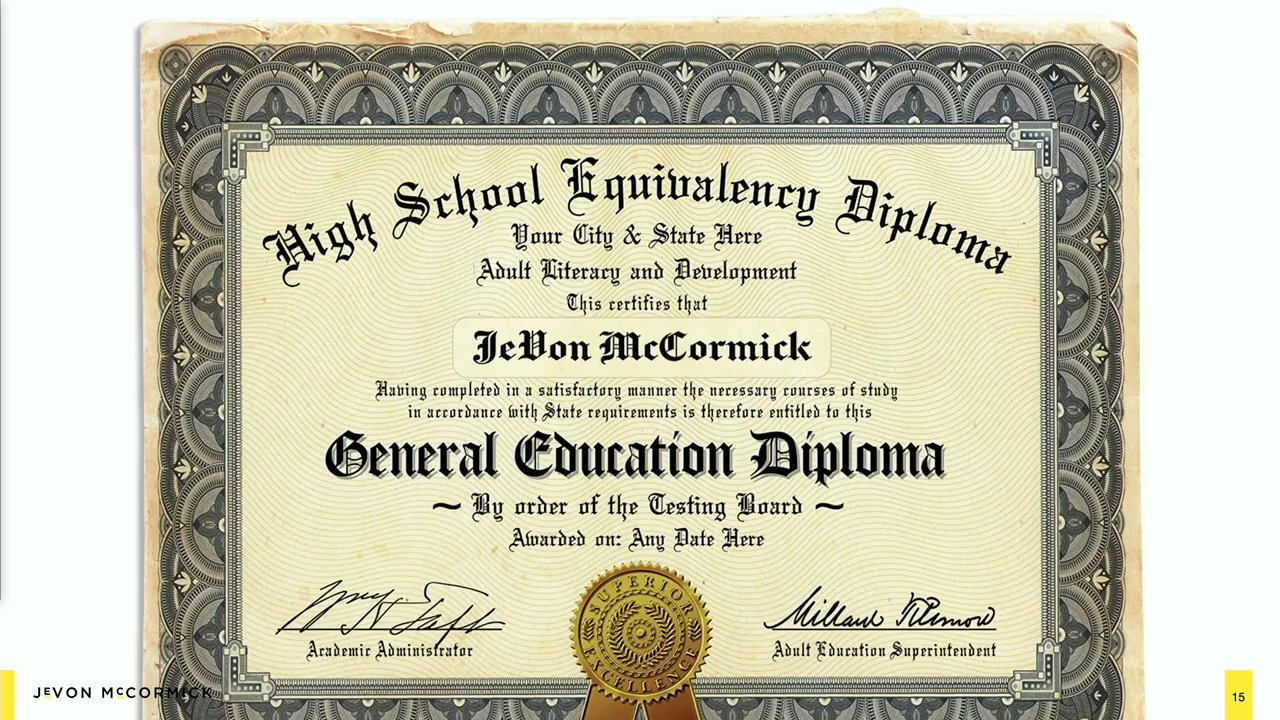 High School Equivalency Diploma
Your City & State Here
Adult Literacy and Development
This certifies that
JeVon McCormick
Having completed in a satisfactory manner the necessary courses of study
in accordance with State requirements is therefore entitled to this
General Education Diploma
~ By order of the Testing Board ~
Awarded on: Any Date Here
SUPERIOR
EXCELLENCE
Academic Administrator
Adult Education Superintendent
JEVON MCCORMICK
15